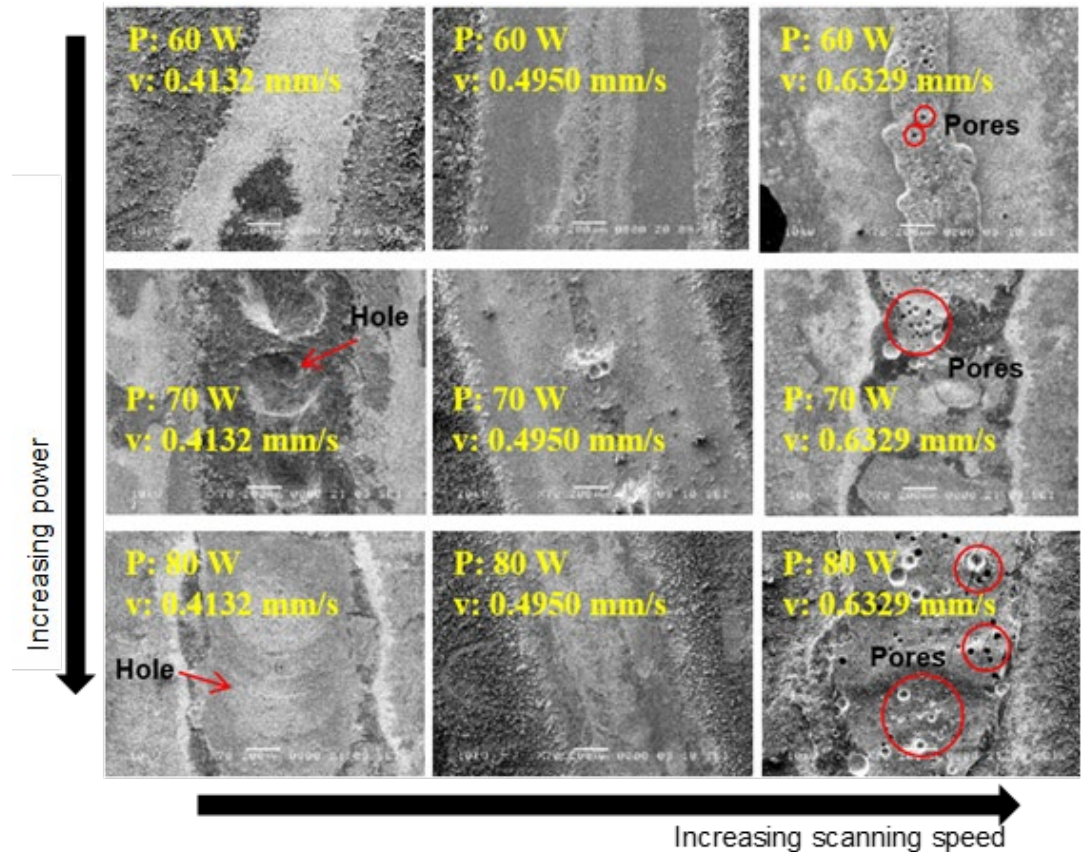 P: 60 W
v: 0.4132 mm/s
P: 60 W
v: 0.4950 mm/s
P: 60 W
v: 0.6329 mm/s
Pores
Hole
P: 70 W
v: 0.4132 mm/s
P: 70 W
v: 0.4950 mm/s
Pores
P: 70 W
v: 0.6329 mm/s
P: 80 W
v: 0.4132 mm/s
Hole
P: 80 W
v: 0.4950 mm/s
P: 80 W
v: 0.6329 mm/s
Pores
Increasing power
Increasing scanning speed